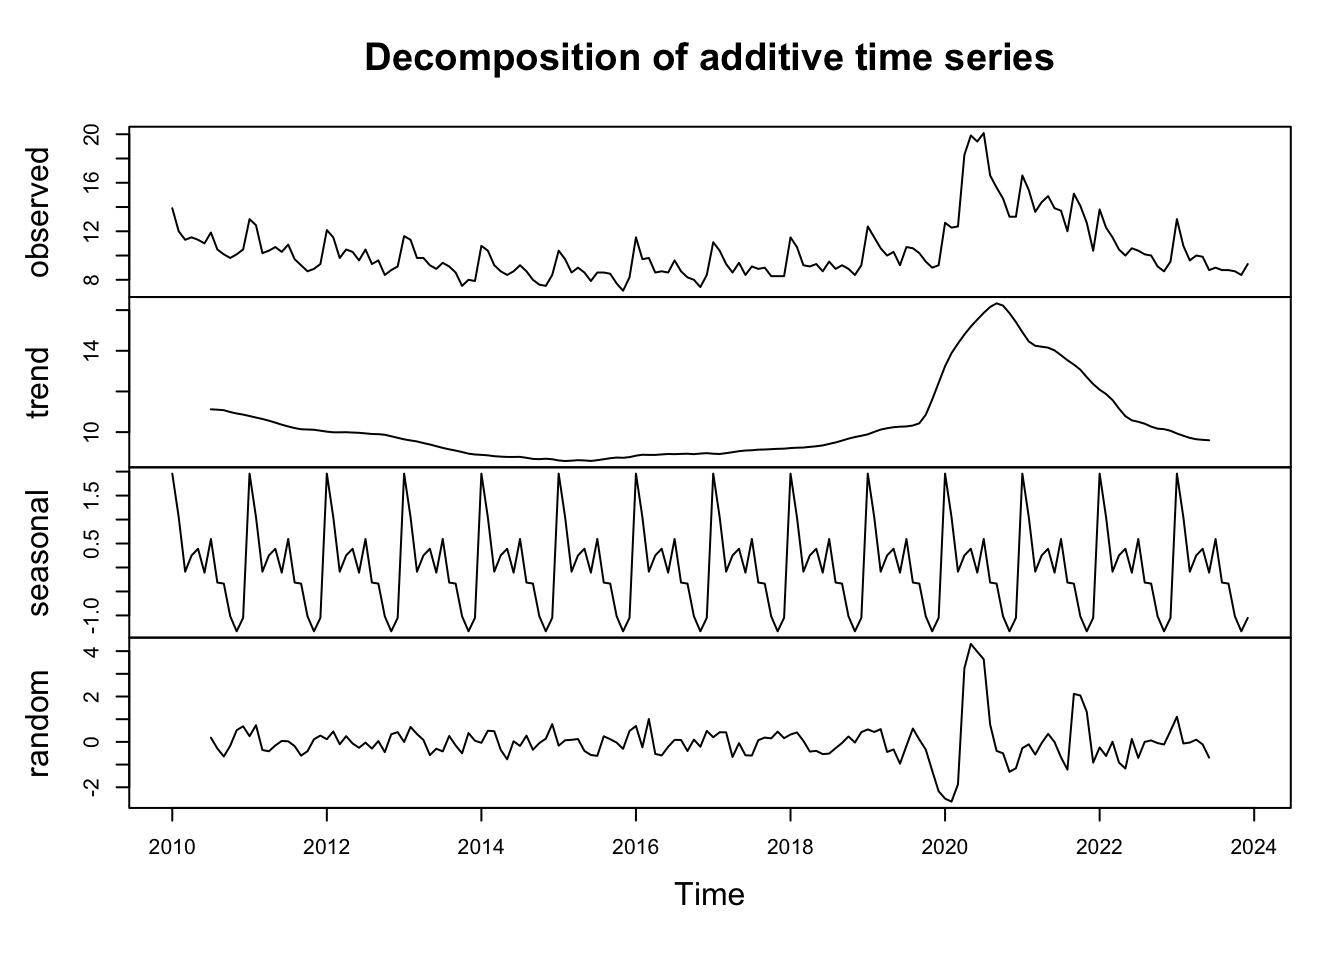 Decomposition of additive time series
observed
8 12 16 20
trend
10 14
seasonal
-1.0 0.5 1.5
random
-2 0 2 4
2010 2012 2014 2016 2018 2020 2022 2024
Time